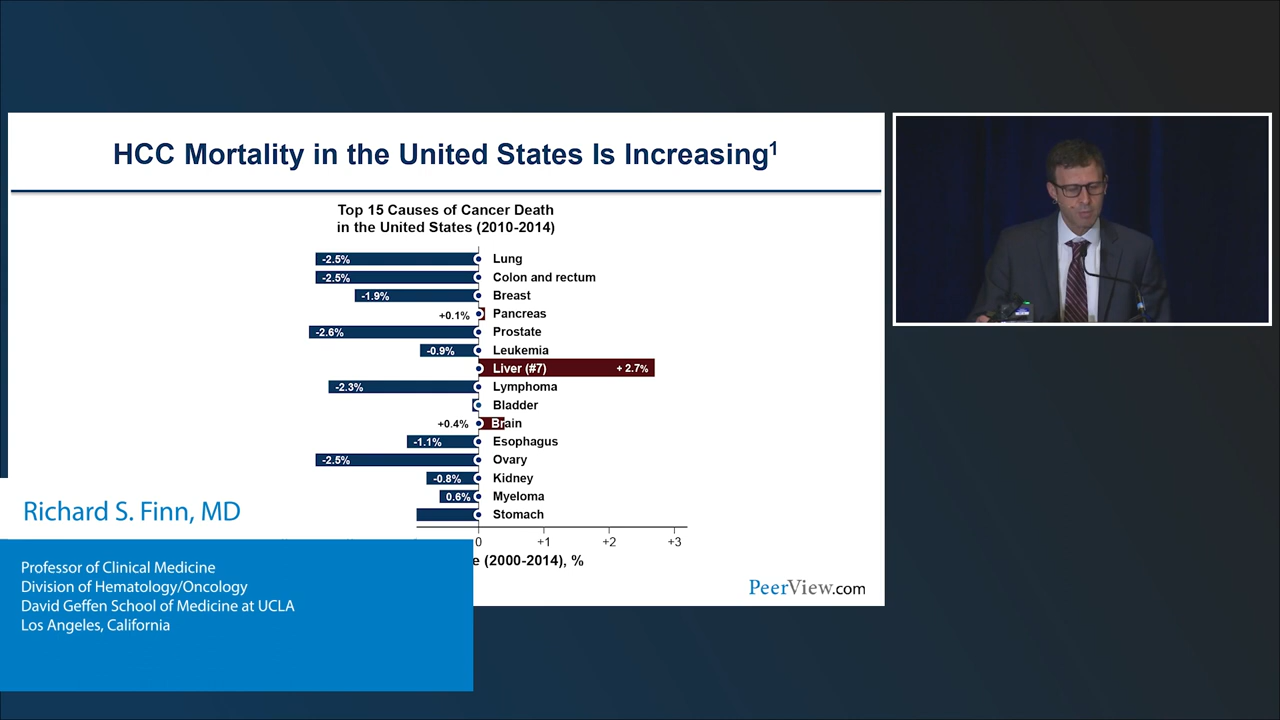 HCC Mortality in the United States Is Increasing1
Top 15 Causes of Cancer Death
in the United States (2010-2014)
-2.5% Lung
-2.5% Colon and rectum
-1.9% Breast
+0.1% Pancreas
-2.6% Prostate
-0.9% Leukemia
Liver (#7) + 2.7%
-2.3% Lymphoma
Bladder
+0.4% Brain
-1.1% Esophagus
-2.5% Ovary
-0.8% Kidney
0.6% Myeloma
Stomach
0 +1 +2 +3
e (2000-2014), %
PeerView.com
Richard S. Finn, MD
Professor of Clinical Medicine
Division of Hematology/Oncology
David Geffen School of Medicine at UCLA
Los Angeles, California